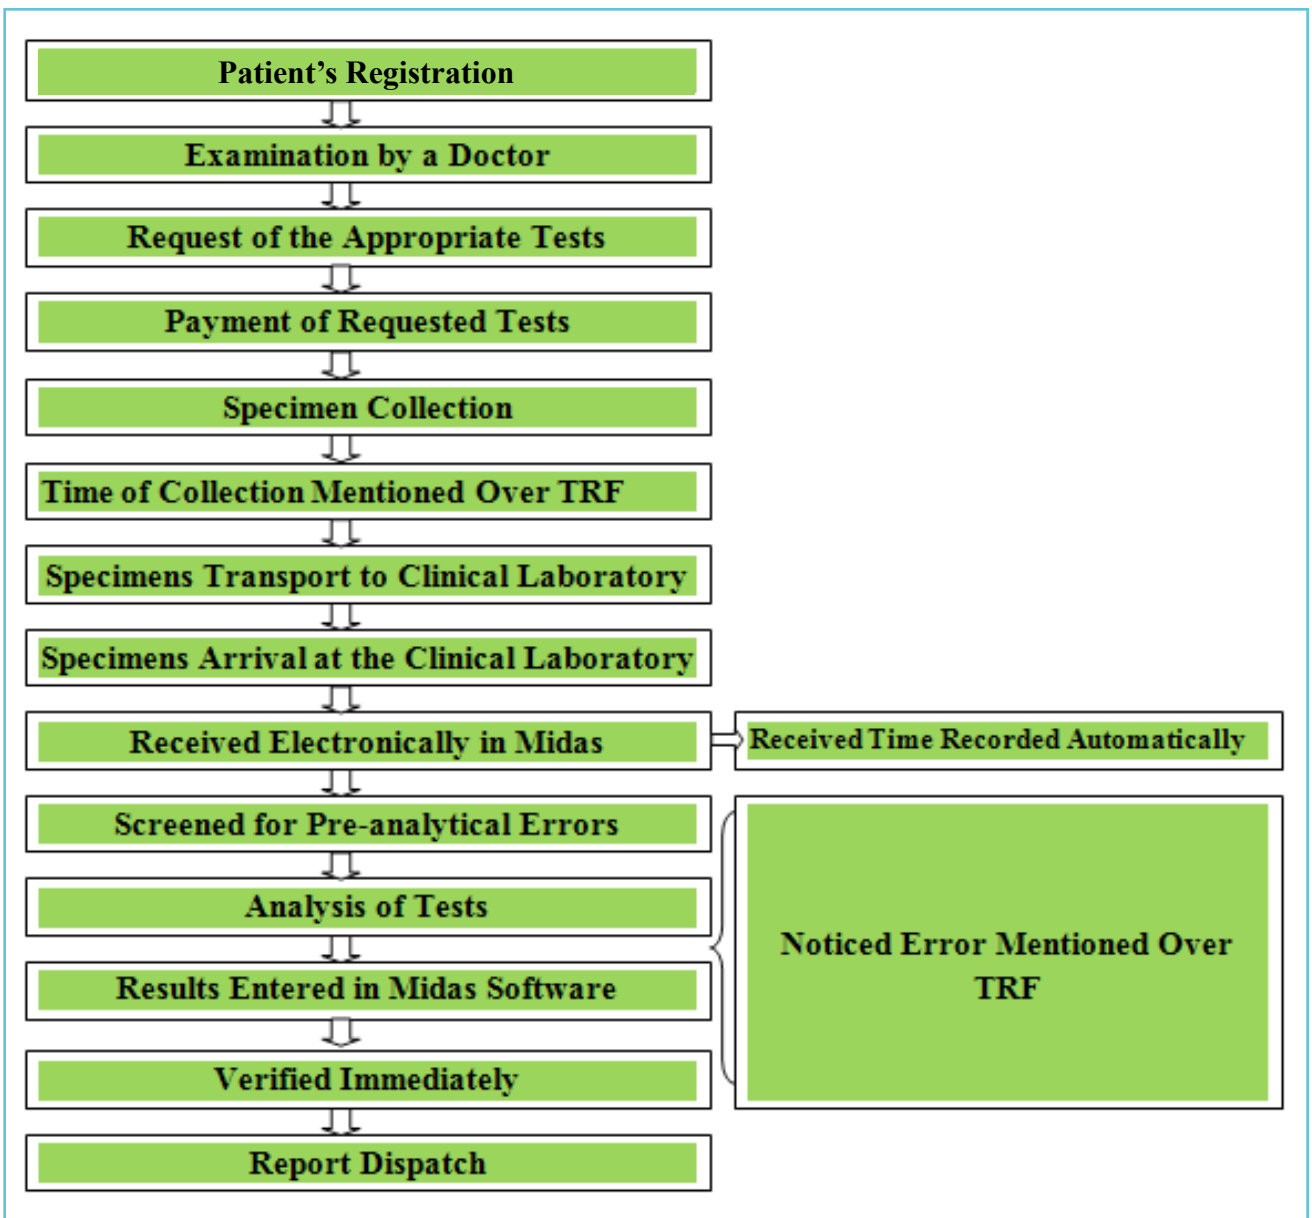 Patient’s Registration
Examination by a Doctor
Request of the Appropriate Tests
Payment of Requested Tests
Specimen Collection
Time of Collection Mentioned Over TRF
Specimens Transport to Clinical Laboratory
Specimens Arrival at the Clinical Laboratory
Received Electronically in Midas
Received Time Recorded Automatically
Screened for Pre-analytical Errors
Analysis of Tests
Results Entered in Midas Software
Verified Immediately
Noticed Error Mentioned Over
TRF
Report Dispatch